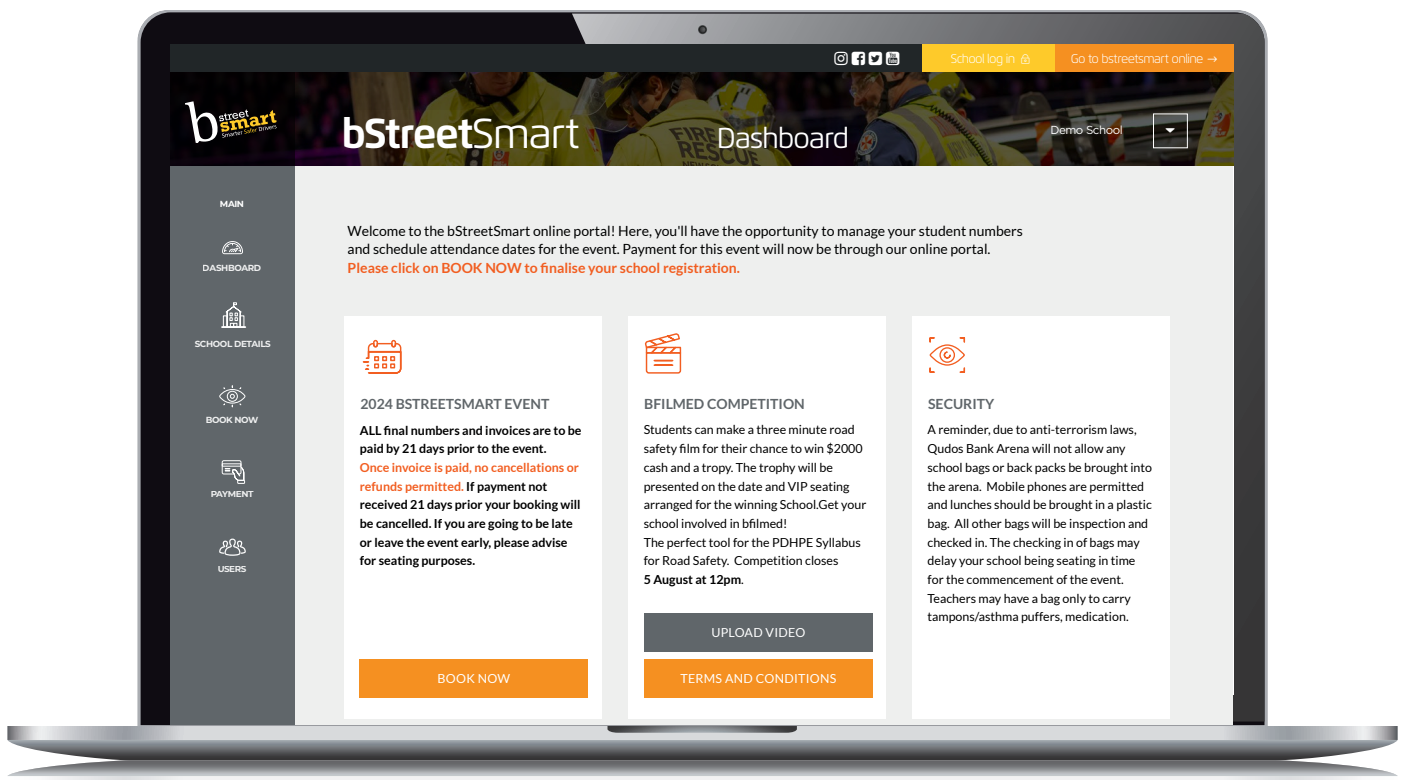 School log in
Go to bstreetsmart online →
b street smart
Smarter Safer Drivers
bStreetSmart
Dashboard
Demo School
FIRE
RESCUE
MAIN
DASHBOARD
SCHOOL DETAILS
BOOK NOW
PAYMENT
USERS
Welcome to the bStreetSmart online portal! Here, you'll have the opportunity to manage your student numbers
and schedule attendance dates for the event. Payment for this event will now be through our online portal.
Please click on BOOK NOW to finalise your school registration.
2024 BSTREETSMART EVENT
ALL final numbers and invoices are to be
paid by 21 days prior to the event.
Once invoice is paid, no cancellations or
refunds permitted. If payment not
received 21 days prior your booking will
be cancelled. If you are going to be late
or leave the event early, please advise
for seating purposes.
BOOK NOW
BFILMED COMPETITION
Students can make a three minute road
safety film for their chance to win $2000
cash and a tropy. The trophy will be
presented on the date and VIP seating
arranged for the winning School.Get your
school involved in bfilmed!
The perfect tool for the PDHPE Syllabus
for Road Safety. Competition closes
5 August at 12pm.
UPLOAD VIDEO
TERMS AND CONDITIONS
SECURITY
A reminder, due to anti-terrorism laws,
Qudos Bank Arena will not allow any
school bags or back packs be brought into
the arena. Mobile phones are permitted
and lunches should be brought in a plastic
bag. All other bags will be inspection and
checked in. The checking in of bags may
delay your school being seating in time
for the commencement of the event.
Teachers may have a bag only to carry
tampons/asthma puffers, medication.